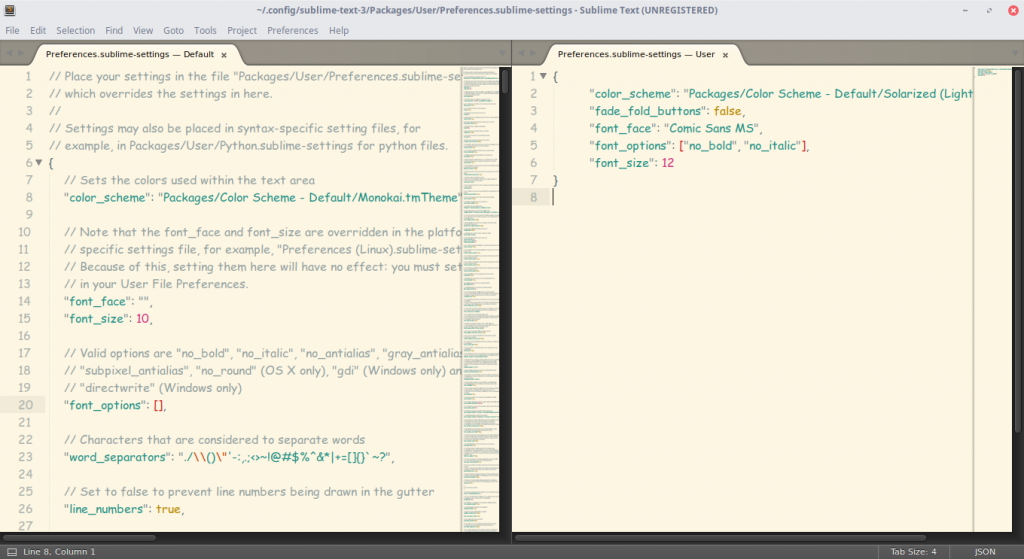 ~/.config/sublime-text-3/Packages/User/Preferences.sublime-settings - Sublime Text (UNREGISTERED)
File Edit Selection Find View Goto Tools Project Preferences Help
Preferences.sublime-settings — Default
1 // Place your settings in the file "Packages/User/Preferences.sublime-se
2 // which overrides the settings in here.
3 //
4 // Settings may also be placed in syntax-specific setting files, for
5 // example, in Packages/User/Python.sublime-settings for python files.
6 {
7 // Sets the colors used within the text area
8 "color_scheme": "Packages/Color Scheme - Default/Monokai.tmTheme"
9
10 // Note that the font_face and font_size are overridden in the platfo
11 // specific settings file, for example, "Preferences (Linux).sublime-set
12 // Because of this, setting them here will have no effect: you must set
13 // in your User File Preferences.
14 "font_face": "",
15 "font_size": 10,
16
17 // Valid options are "no_bold", "no_italic", "no_antialias", "gray_antialias
18 // "subpixel_antialias", "no_round" (OS X only), "gdi" (Windows only) an
19 // "directwrite" (Windows only)
20 "font_options": [],
21
22 // Characters that are considered to separate words
23 "word_separators": "./\\()\"'-:,.;<>~!@#$%^&*|+=[]{}`~?",
24
25 // Set to false to prevent line numbers being drawn in the gutter
26 "line_numbers": true,
27
Preferences.sublime-settings — User
1 {
2 "color_scheme": "Packages/Color Scheme - Default/Solarized (Light
3 "fade_fold_buttons": false,
4 "font_face": "Comic Sans MS",
5 "font_options": ["no_bold", "no_italic"],
6 "font_size": 12
7 }
8
Line 8, Column 1
Tab Size: 4
JSON